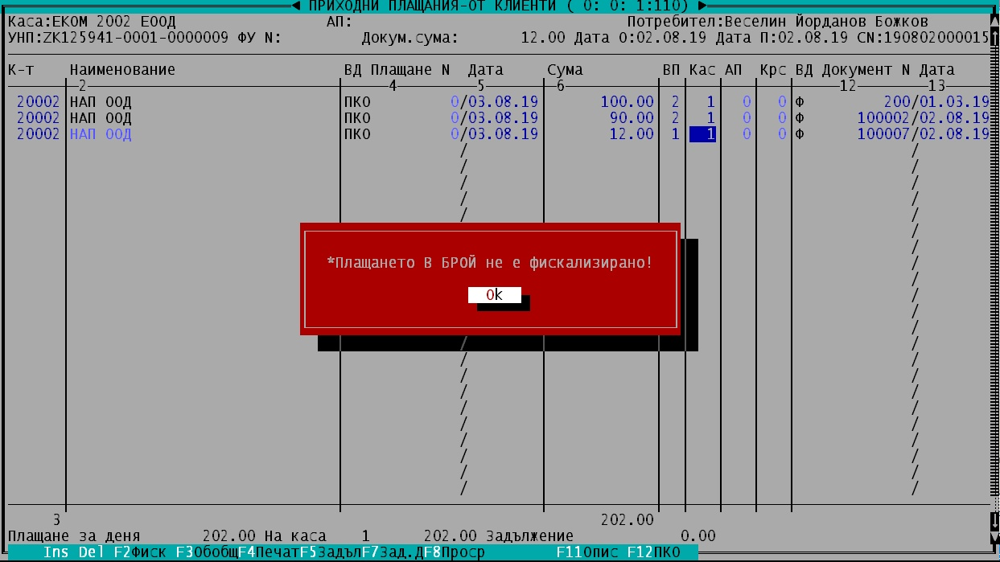 ◄ ПРИХОДНИ ПЛАЩАНИЯ-ОТ КЛИЕНТИ ( 0: 0: 1:110) ►
Каса:ЕКОМ 2002 ЕООД АП: Потребител:Веселин Йорданов Божков
УНП:ZK125941-0001-0000009 ФУ N: Докум.сума: 12.00 Дата О:02.08.19 Дата П:02.08.19 CN:190802000015
К-т Наименование ВД Плащане N Дата Сума ВП Кас АП Крс ВД Документ N Дата
2 4 5 6 12 13
20002 НАП ООД ПКО 0/03.08.19 100.00 2 1 0 0 Ф 200/01.03.19
20002 НАП ООД ПКО 0/03.08.19 90.00 2 1 0 0 Ф 100002/02.08.19
20002 НАП ООД ПКО 0/03.08.19 12.00 1 1 0 0 Ф 100007/02.08.19
*Плащането В БРОЙ не е фискализирано!
Ok
3 202.00
Плащане за деня 202.00 На каса 1 202.00 Задължение 0.00
Ins Del F2Фиск F3ОбобщF4ПечатF5ЗадълF7Зад.ДF8Проср F11Опис F12ПКО